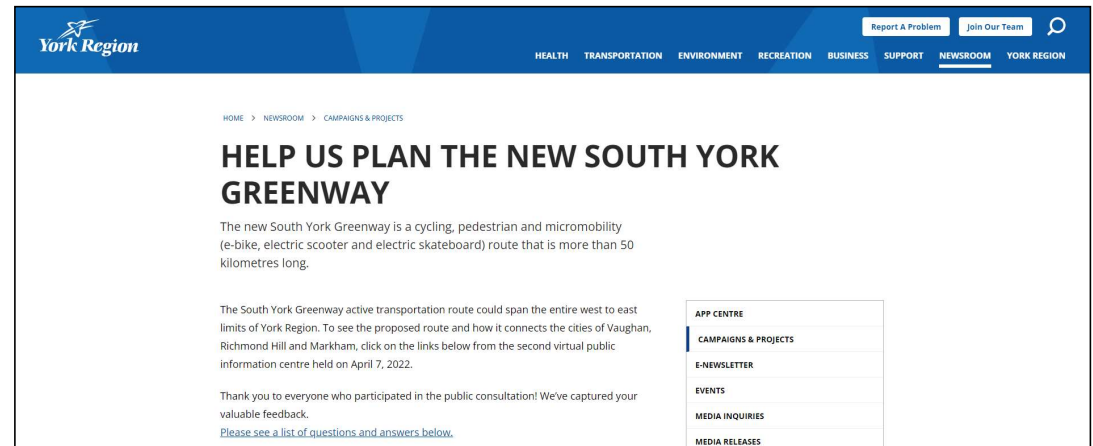 York Region
Report A Problem
Join Our Team
HEALTH TRANSPORTATION ENVIRONMENT RECREATION BUSINESS SUPPORT NEWSROOM YORK REGION
HOME > NEWSROOM > CAMPAIGNS & PROJECTS
HELP US PLAN THE NEW SOUTH YORK
GREENWAY
The new South York Greenway is a cycling, pedestrian and micromobility
(e-bike, electric scooter and electric skateboard) route that is more than 50
kilometres long.
The South York Greenway active transportation route could span the entire west to east
limits of York Region. To see the proposed route and how it connects the cities of Vaughan,
Richmond Hill and Markham, click on the links below from the second virtual public
information centre held on April 7, 2022.
Thank you to everyone who participated in the public consultation! We've captured your
valuable feedback.
Please see a list of questions and answers below.
APP CENTRE
CAMPAIGNS & PROJECTS
E-NEWSLETTER
EVENTS
MEDIA INQUIRIES
MEDIA RELEASES